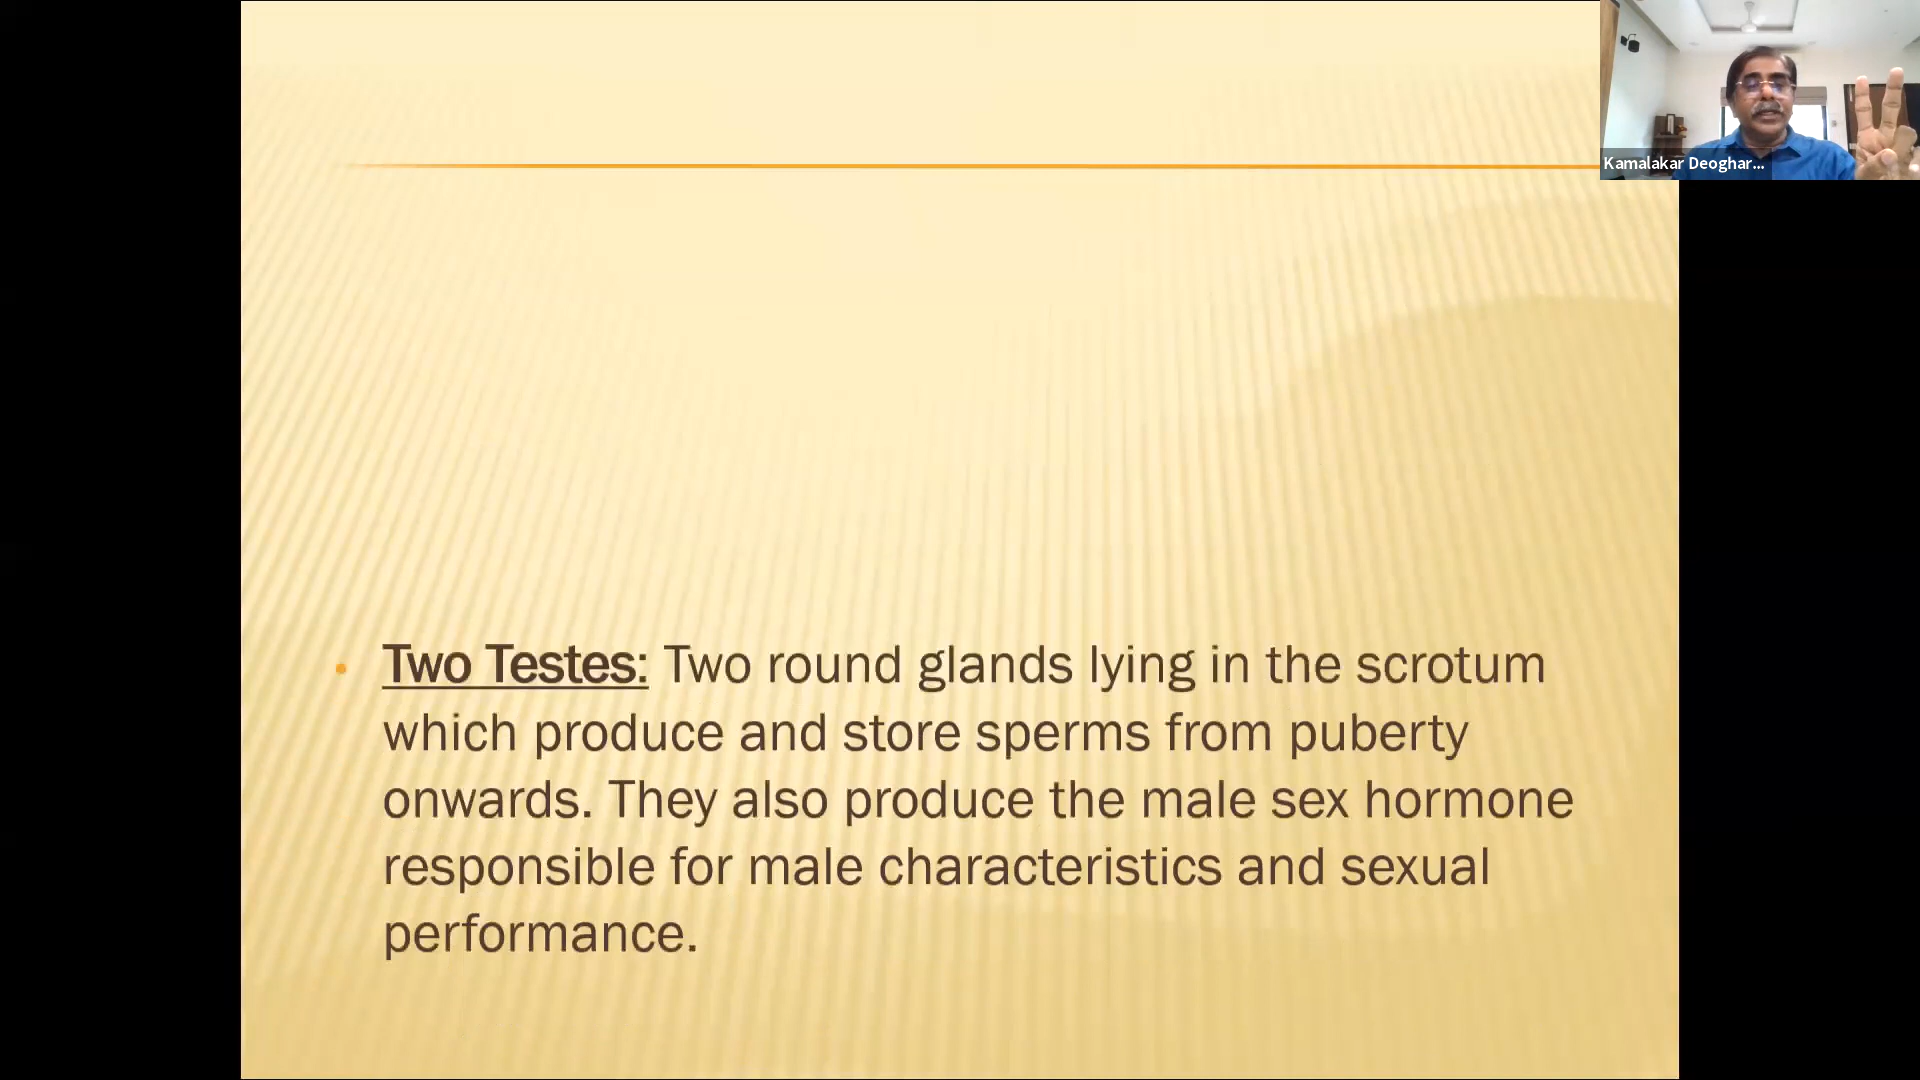 Kamalakar Deoghar...
• Two Testes: Two round glands lying in the scrotum
which produce and store sperms from puberty
onwards. They also produce the male sex hormone
responsible for male characteristics and sexual
performance.